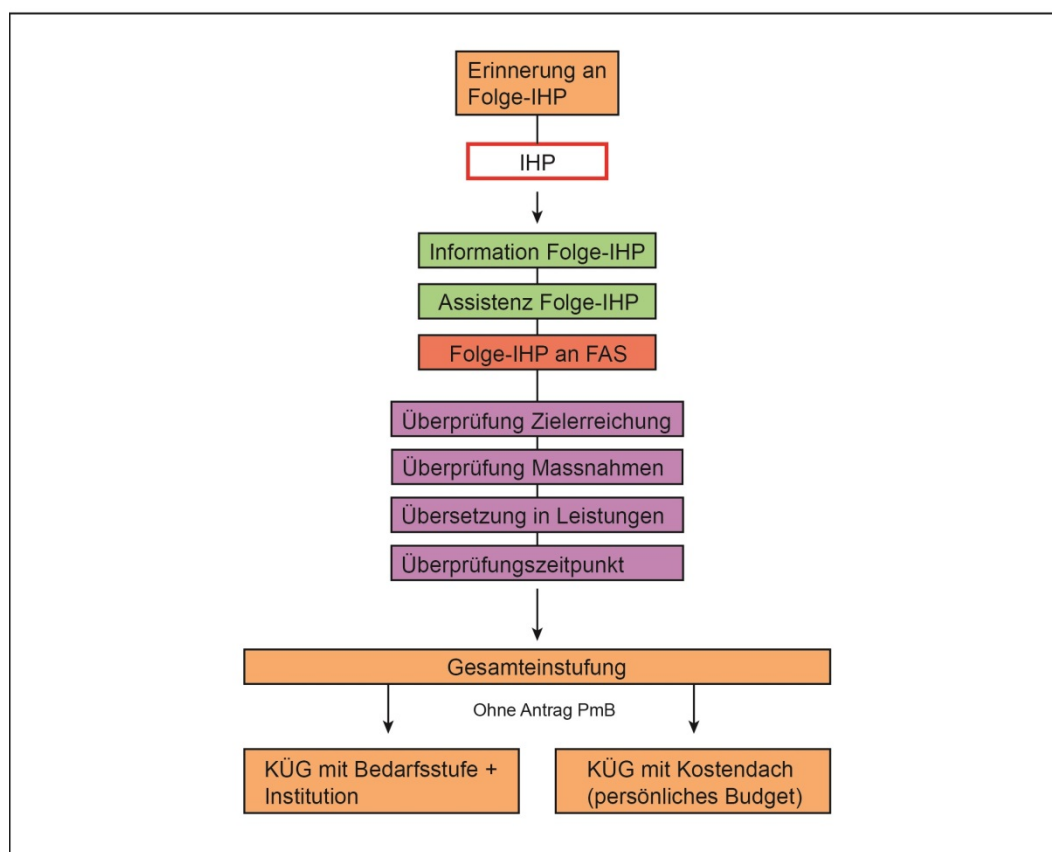 Erinnerung an
Folge-IHP
IHP
Information Folge-IHP
Assistenz Folge-IHP
Folge-IHP an FAS
Überprüfung Zielerreichung
Überprüfung Massnahmen
Übersetzung in Leistungen
Überprüfungszeitpunkt
Gesamteinstufung
Ohne Antrag PmB
KÜG mit Bedarfsstufe +
Institution
KÜG mit Kostendach
(persönliches Budget)